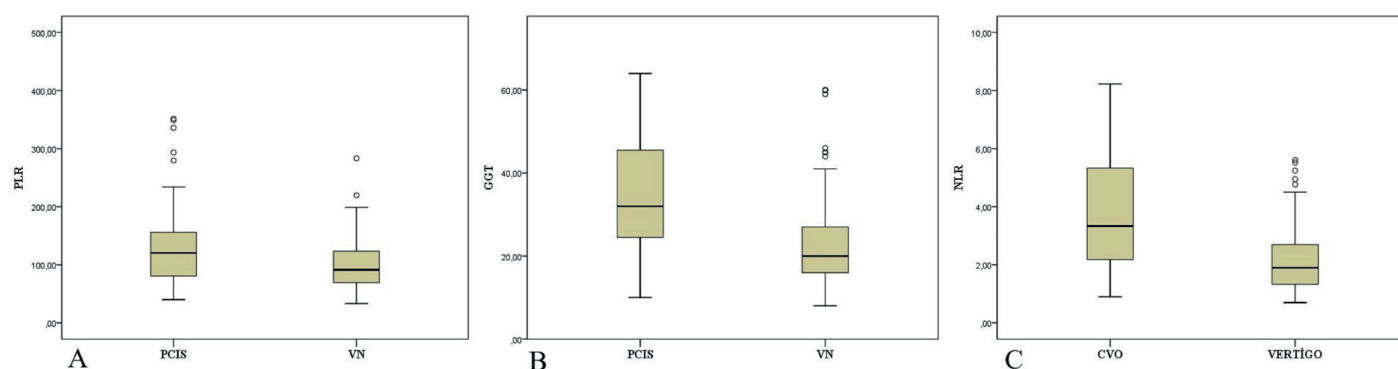 500,00
400,00
300,00
200,00
100,00
,00
PLR
PCIS
VN
A
60,00
40,00
20,00
,00
GGT
PCIS
VN
B
10,00
8,00
6,00
4,00
2,00
,00
NLR
CVO
VERTİGO
C